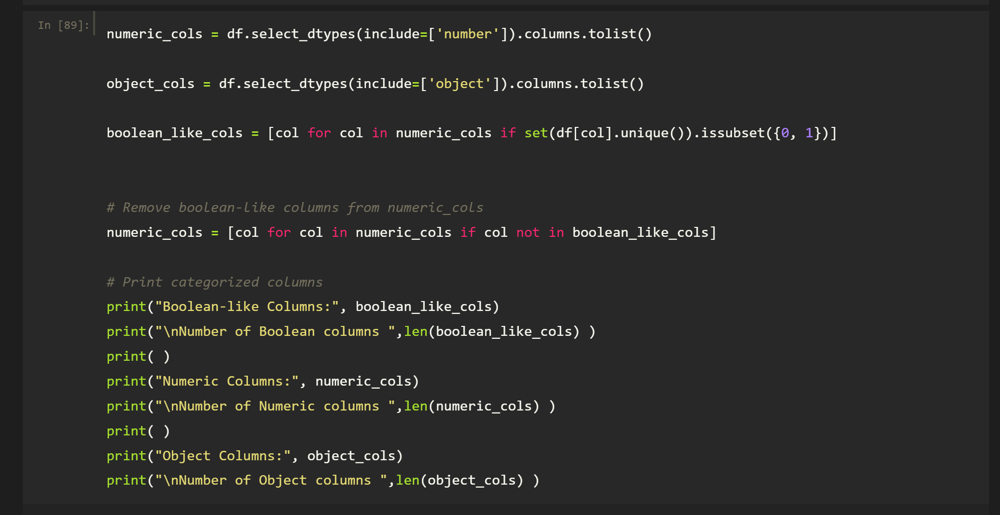 In [89]:
numeric_cols = df.select_dtypes(include=['number']).columns.tolist()
object_cols = df.select_dtypes(include=['object']).columns.tolist()
boolean_like_cols = [col for col in numeric_cols if set(df[col].unique()).issubset({0, 1})]
# Remove boolean-like columns from numeric_cols
numeric_cols = [col for col in numeric_cols if col not in boolean_like_cols]
# Print categorized columns
print("Boolean-like Columns:", boolean_like_cols)
print("\nNumber of Boolean columns ",len(boolean_like_cols) )
print( )
print("Numeric Columns:", numeric_cols)
print("\nNumber of Numeric columns ",len(numeric_cols) )
print( )
print("Object Columns:", object_cols)
print("\nNumber of Object columns ",len(object_cols) )